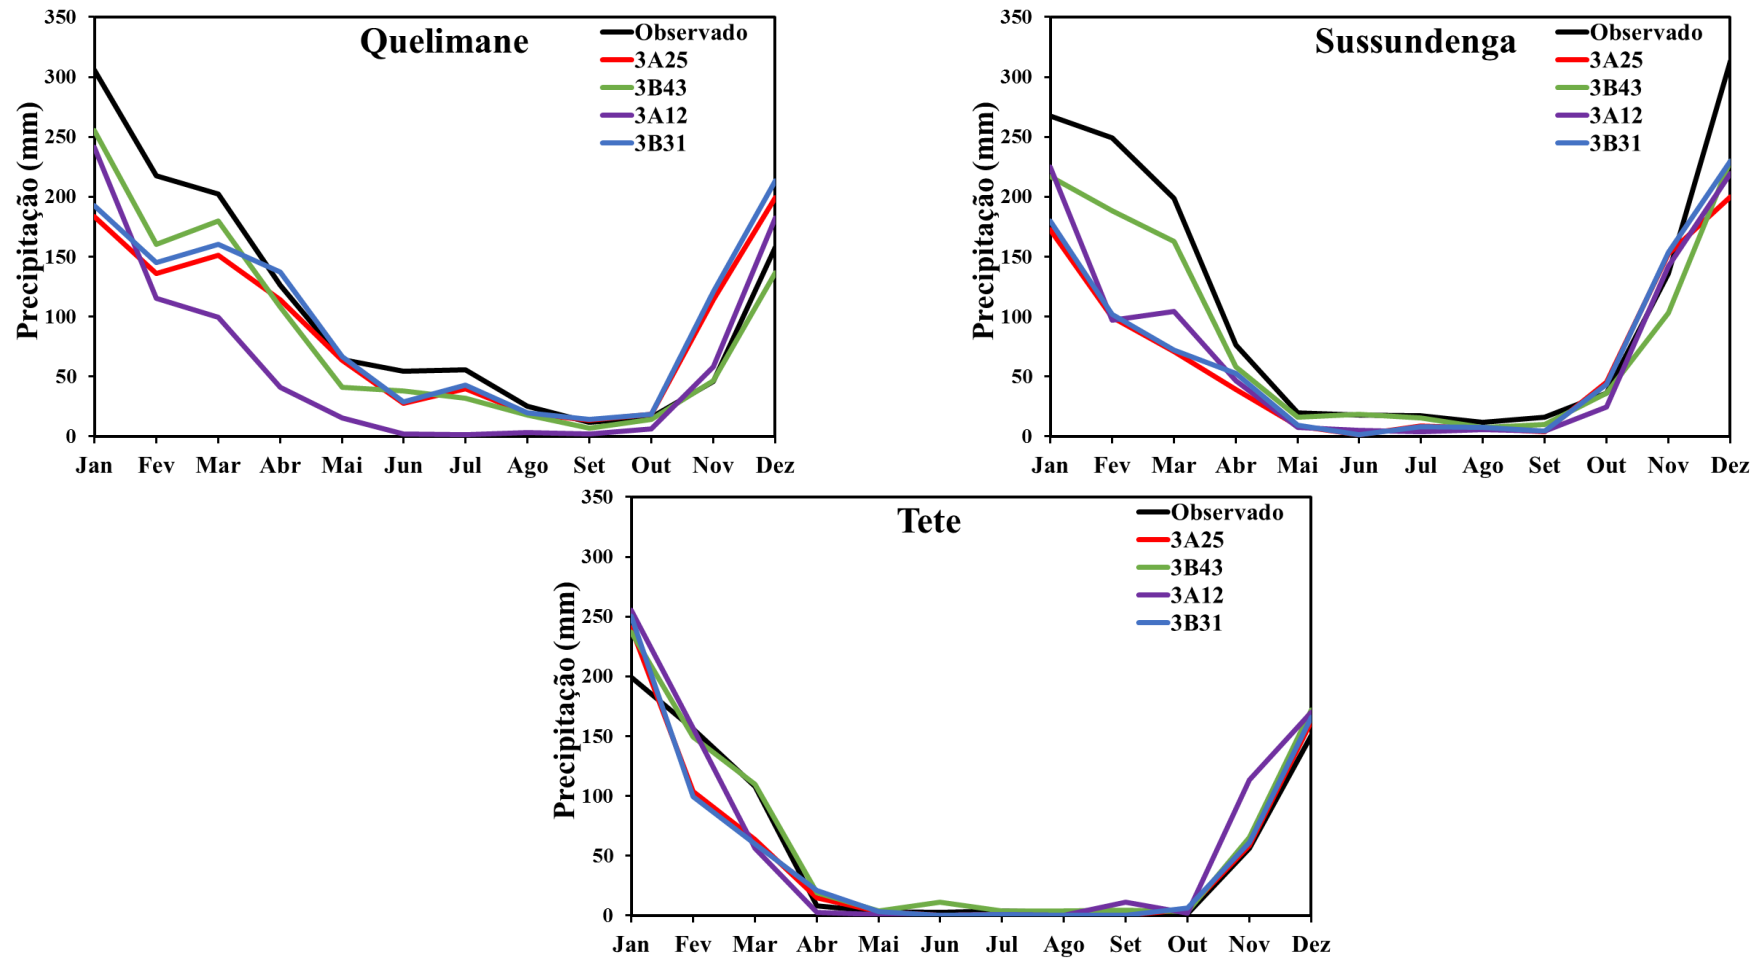 Quelimane
Precipitação (mm)
350
300
250
200
150
100
50
0
Jan Fev Mar Abr Mai Jun Jul Ago Set Out Nov Dez
Observado
3A25
3B43
3A12
3B31
Sussundenga
Precipitação (mm)
350
300
250
200
150
100
50
0
Jan Fev Mar Abr Mai Jun Jul Ago Set Out Nov Dez
Observado
3A25
3B43
3A12
3B31
Tete
Precipitação (mm)
350
300
250
200
150
100
50
0
Jan Fev Mar Abr Mai Jun Jul Ago Set Out Nov Dez
Observado
3A25
3B43
3A12
3B31